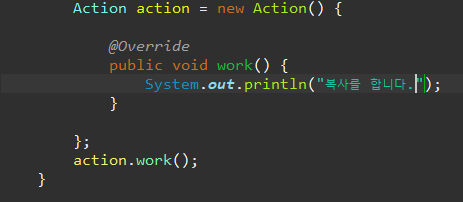 Action action = new Action() {
@Override
public void work() {
System.out.println("복사를 합니다.");
}
};
action.work();
}